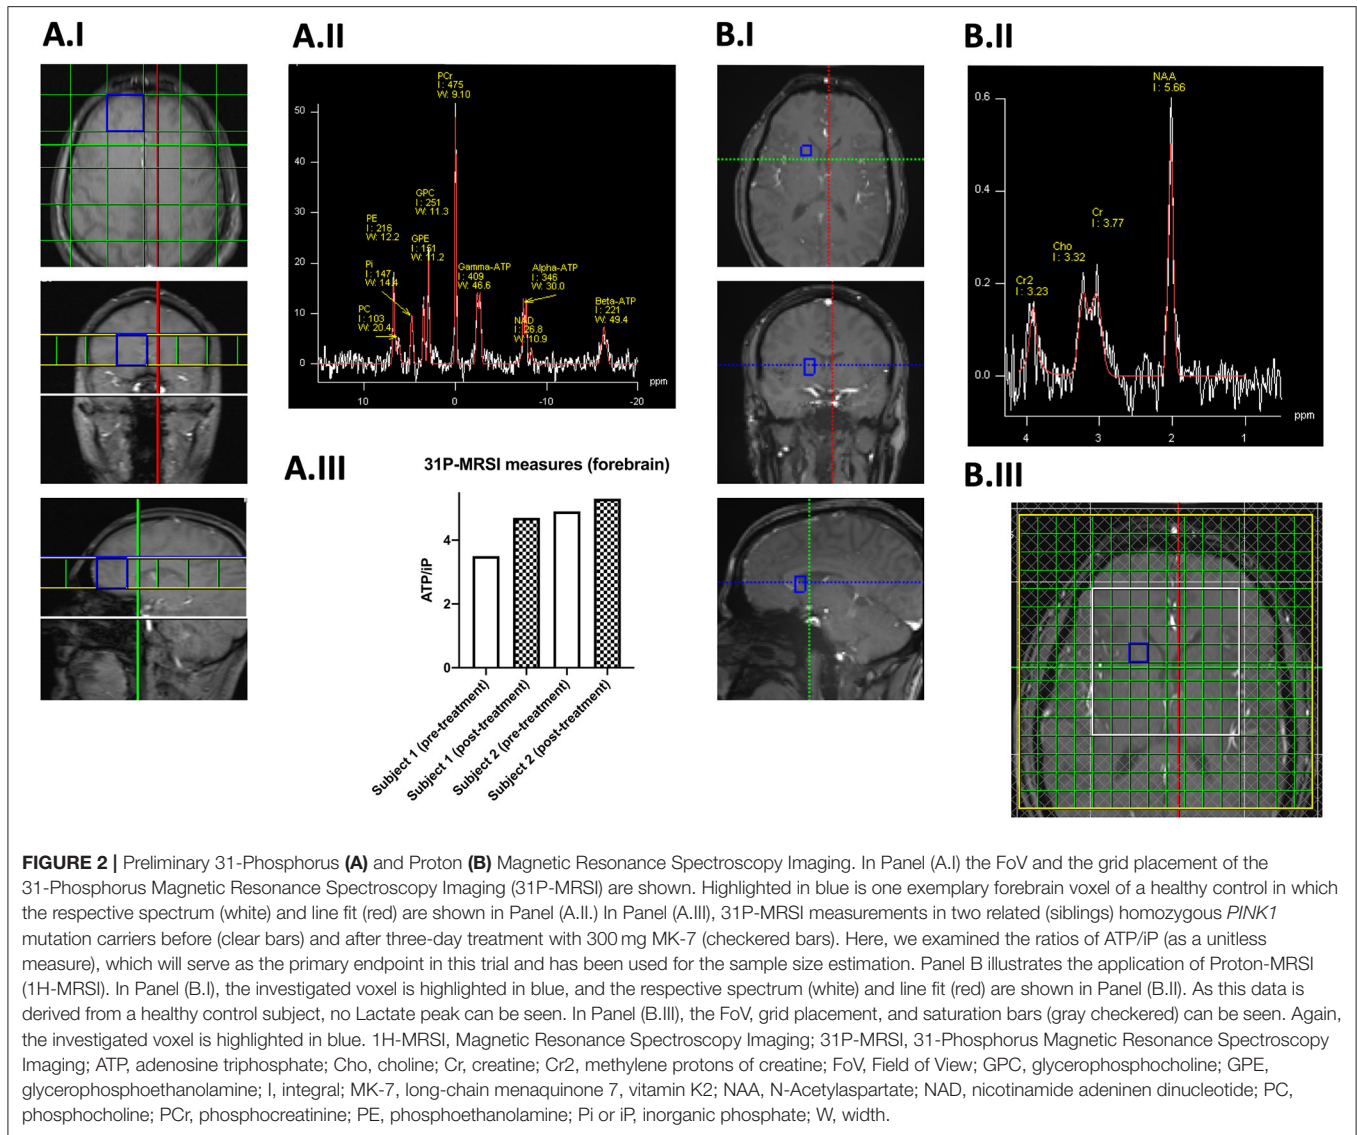 A.I
A.II
B.I
B.II
PCr
I : 475
W: 9.10
50
40
30
20
10
0
GPC
I : 251
W: 11.3
PE
I : 216
W: 12.2
GPE
I : 151
W: 11.2
Pi
I : 147
W: 14.4
PC
I : 103
W: 20.4
Gamma-ATP
I : 409
W: 46.6
Alpha-ATP
I : 346
W: 30.0
NAD
I : 26.8
W: 10.9
Beta-ATP
I : 221
W: 49.4
ppm
10
0
-10
-20
NAA
I : 5.66
0.6
0.4
0.2
0.0
Cr
I : 3.77
Cho
I : 3.32
Cr2
I : 3.23
ppm
4
3
2
1
A.III
31P-MRSI measures (forebrain)
ATP/iP
4
2
0
Subject 1 (pre-treatment)
Subject 1 (post-treatment)
Subject 2 (pre-treatment)
Subject 2 (post-treatment)
B.III
FIGURE 2 | Preliminary 31-Phosphorus (A) and Proton (B) Magnetic Resonance Spectroscopy Imaging. In Panel (A.I) the FoV and the grid placement of the
31-Phosphorus Magnetic Resonance Spectroscopy Imaging (31P-MRSI) are shown. Highlighted in blue is one exemplary forebrain voxel of a healthy control in which
the respective spectrum (white) and line fit (red) are shown in Panel (A.II.) In Panel (A.III), 31P-MRSI measurements in two related (siblings) homozygous PINK1
mutation carriers before (clear bars) and after three-day treatment with 300 mg MK-7 (checkered bars). Here, we examined the ratios of ATP/iP (as a unitless
measure), which will serve as the primary endpoint in this trial and has been used for the sample size estimation. Panel B illustrates the application of Proton-MRSI
(1H-MRSI). In Panel (B.I), the investigated voxel is highlighted in blue, and the respective spectrum (white) and line fit (red) are shown in Panel (B.II). As this data is
derived from a healthy control subject, no Lactate peak can be seen. In Panel (B.III), the FoV, grid placement, and saturation bars (gray checkered) can be seen. Again,
the investigated voxel is highlighted in blue. 1H-MRSI, Magnetic Resonance Spectroscopy Imaging; 31P-MRSI, 31-Phosphorus Magnetic Resonance Spectroscopy
Imaging; ATP, adenosine triphosphate; Cho, choline; Cr, creatine; Cr2, methylene protons of creatine; FoV, Field of View; GPC, glycerophosphocholine; GPE,
glycerophosphoethanolamine; I, integral; MK-7, long-chain menaquinone 7, vitamin K2; NAA, N-Acetylaspartate; NAD, nicotinamide adeninen dinucleotide; PC,
phosphocholine; PCr, phosphocreatinine; PE, phosphoethanolamine; Pi or iP, inorganic phosphate; W, width.